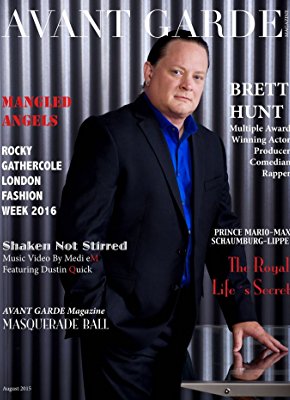 AVANT GARDE
MAGAZINE
MANGLED
ANGELS
ROCKY
GATHERCOLE
LONDON
FASHION
WEEK 2016
Shaken Not Stirred
Music Video By Medi eM
Featuring Dustin Quick
AVANT GARDE Magazine
MASQUERADE BALL
August 2015
BRETT
HUNT
Multiple Award
Winning Actor
Producer
Comedian
Rapper
PRINCE MARIO-MAX
SCHAUMBURG-LIPPE
The Royal
Life´s Secret